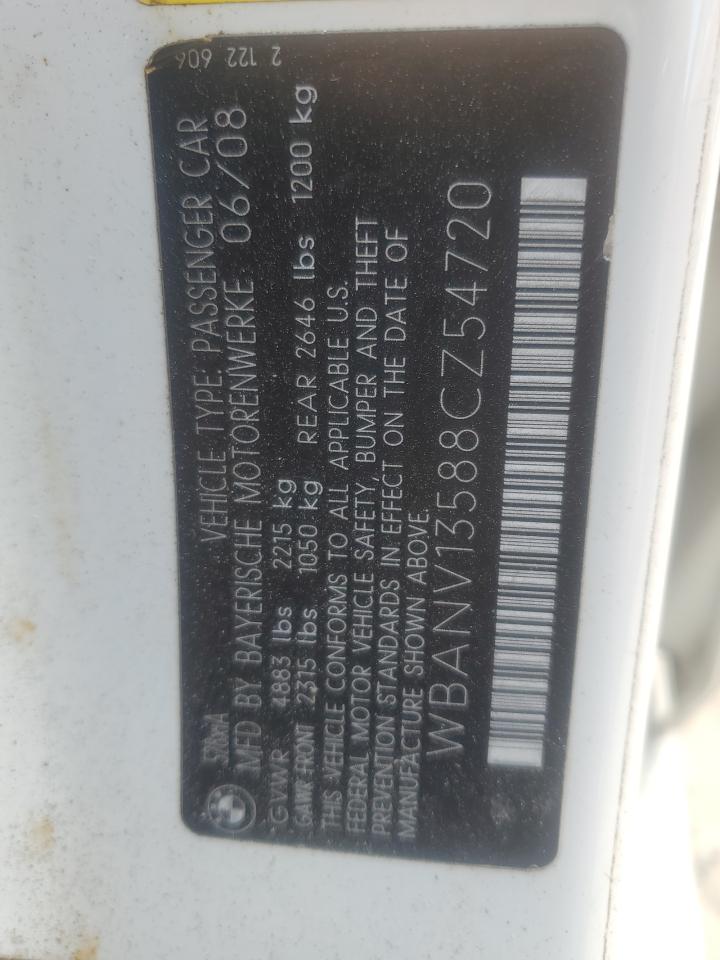 2 122 606
VEHICLE TYPE: PASSENGER CAR
MFD BY BAYERISCHE MOTORENWERKE 06/08
GVWR 4883 lbs 2215 kg
GAWR FRONT 2315 lbs 1050 kg REAR 2646 lbs 1200 kg
THIS VEHICLE CONFORMS TO ALL APPLICABLE U.S.
FEDERAL MOTOR VEHICLE SAFETY, BUMPER AND THEFT
PREVENTION STANDARDS IN EFFECT ON THE DATE OF
MANUFACTURE SHOWN ABOVE.
WBANV13588CZ54720